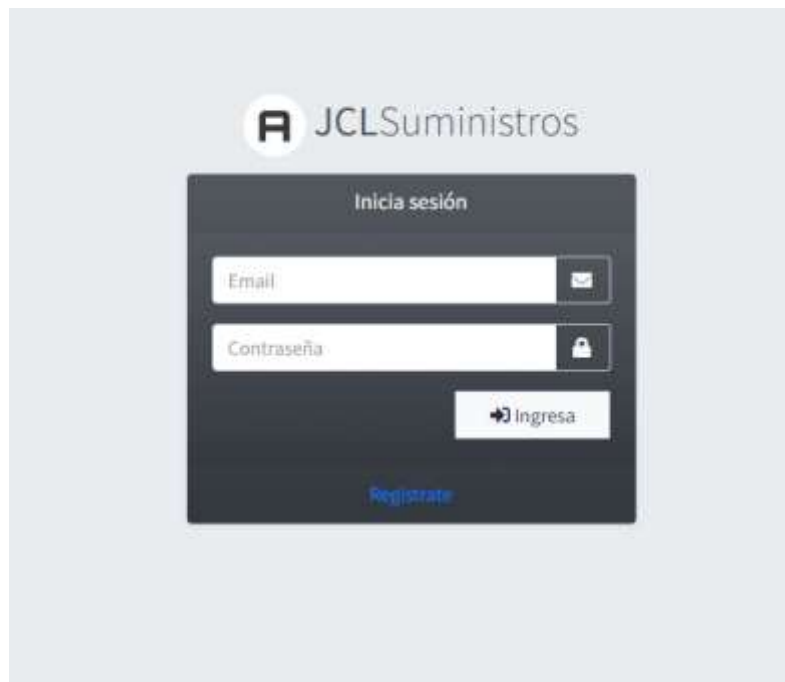 JCLSuministros
Inicia sesión
Email
Contraseña
Ingresa
Registrate